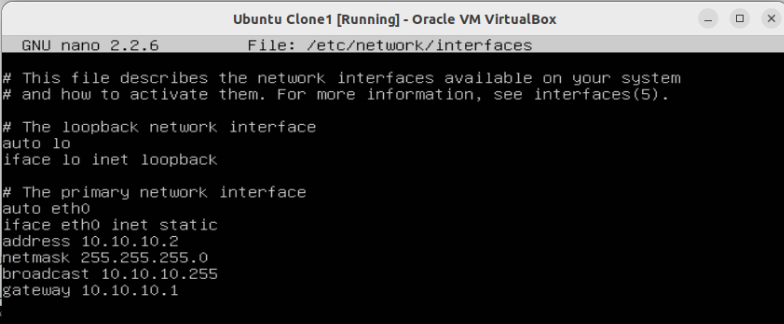 Ubuntu Clone1 [Running] - Oracle VM VirtualBox
GNU nano 2.2.6 File: /etc/network/interfaces
# This file describes the network interfaces available on your system
# and how to activate them. For more information, see interfaces(5).
# The loopback network interface
auto lo
iface lo inet loopback
# The primary network interface
auto eth0
iface eth0 inet static
address 10.10.10.2
netmask 255.255.255.0
broadcast 10.10.10.255
gateway 10.10.10.1